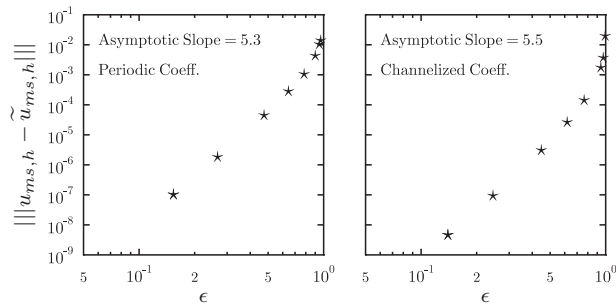 |||u_{ms,h} − ũ_{ms,h}|||
10^{-1}
10^{-2}
10^{-3}
10^{-4}
10^{-5}
10^{-6}
10^{-7}
10^{-8}
10^{-9}
Asymptotic Slope = 5.3
Periodic Coeff.
5 10^{-1} 2 5 10^{0}
ϵ
Asymptotic Slope = 5.5
Channelized Coeff.
5 10^{-1} 2 5 10^{0}
ϵ